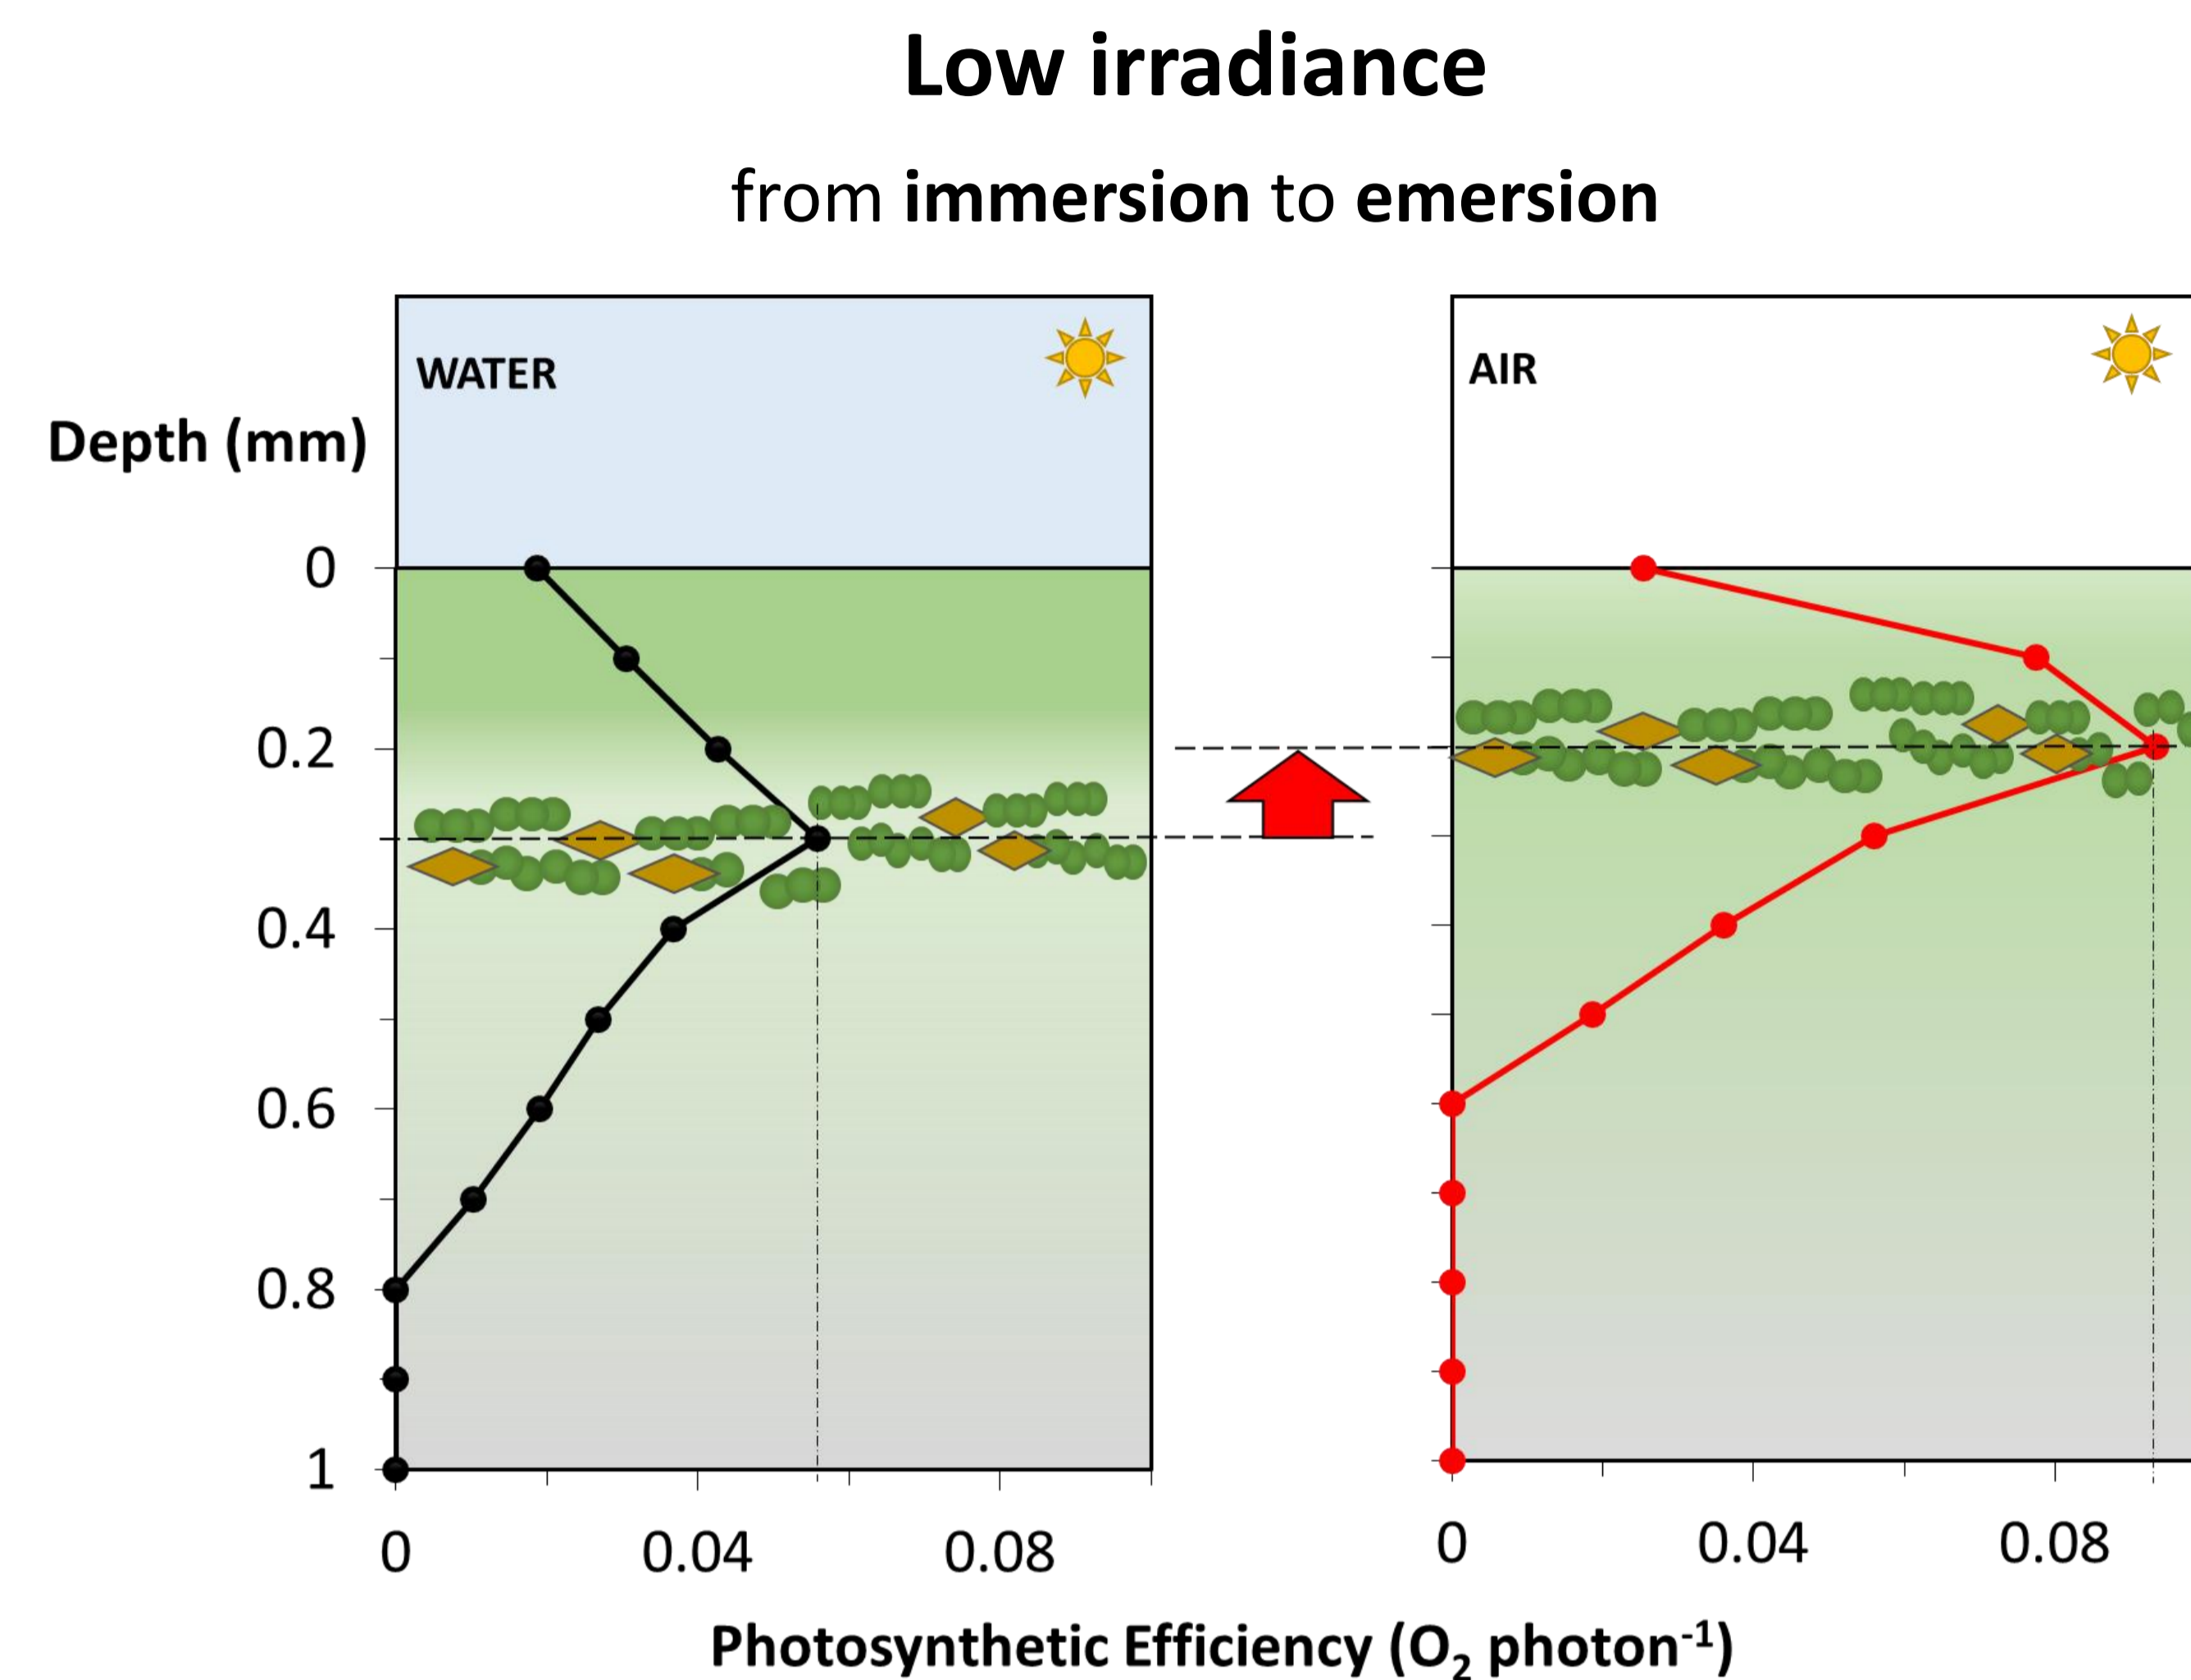 Low irradiance
from immersion to emersion
WATER
AIR
Depth (mm)
0
0.2
0.4
0.6
0.8
1
0 0.04 0.08
0 0.04 0.08
Photosynthetic Efficiency (O₂ photon⁻¹)